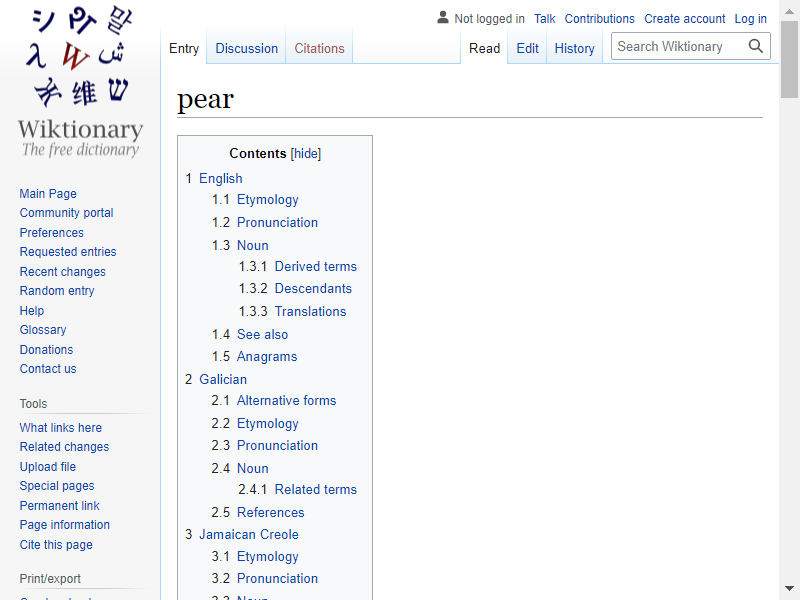 Not logged in Talk Contributions Create account Log in
Entry Discussion Citations Read Edit History Search Wiktionary
シ ዋ 말
λ W ش
अ 维 ש
Wiktionary
The free dictionary
pear
Contents [hide]
1 English
1.1 Etymology
1.2 Pronunciation
1.3 Noun
1.3.1 Derived terms
1.3.2 Descendants
1.3.3 Translations
1.4 See also
1.5 Anagrams
2 Galician
2.1 Alternative forms
2.2 Etymology
2.3 Pronunciation
2.4 Noun
2.4.1 Related terms
2.5 References
3 Jamaican Creole
3.1 Etymology
3.2 Pronunciation
3.3 Noun
Main Page
Community portal
Preferences
Requested entries
Recent changes
Random entry
Help
Glossary
Donations
Contact us
Tools
What links here
Related changes
Upload file
Special pages
Permanent link
Page information
Cite this page
Print/export